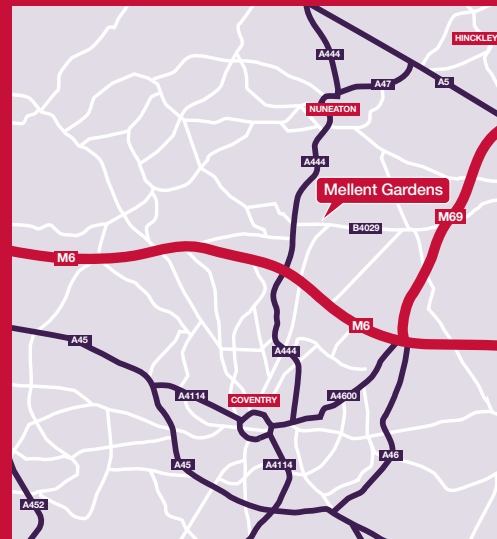 HINCKLEY
A444
A47
A5
NUNEATON
A444
Mellent Gardens
M69
B4029
M6
M6
A45
A444
A4114
COVENTRY
A4600
A45
A4114
A46
A452